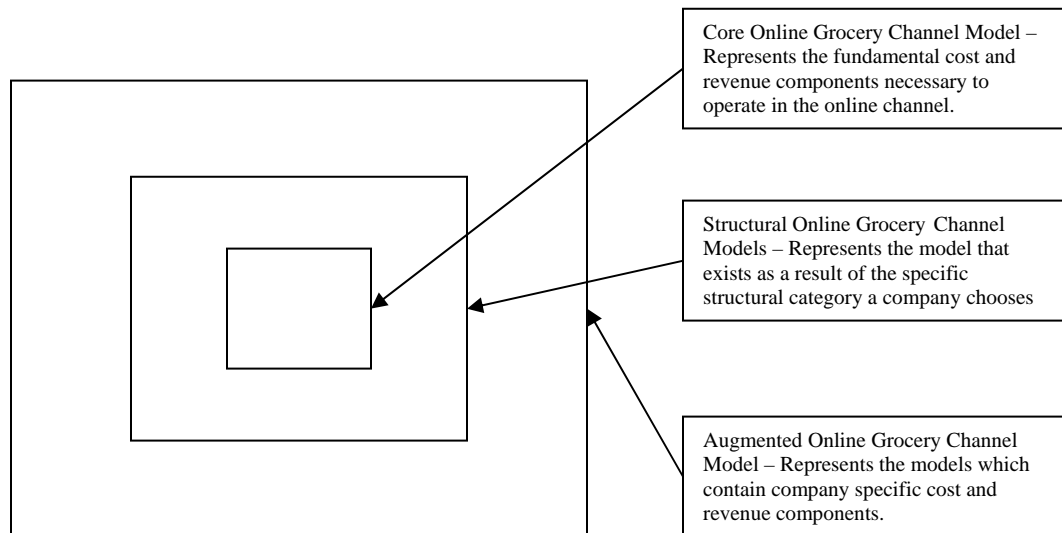 Core Online Grocery Channel Model –
Represents the fundamental cost and
revenue components necessary to
operate in the online channel.
Structural Online Grocery Channel
Models – Represents the model that
exists as a result of the specific
structural category a company chooses
Augmented Online Grocery Channel
Model – Represents the models which
contain company specific cost and
revenue components.